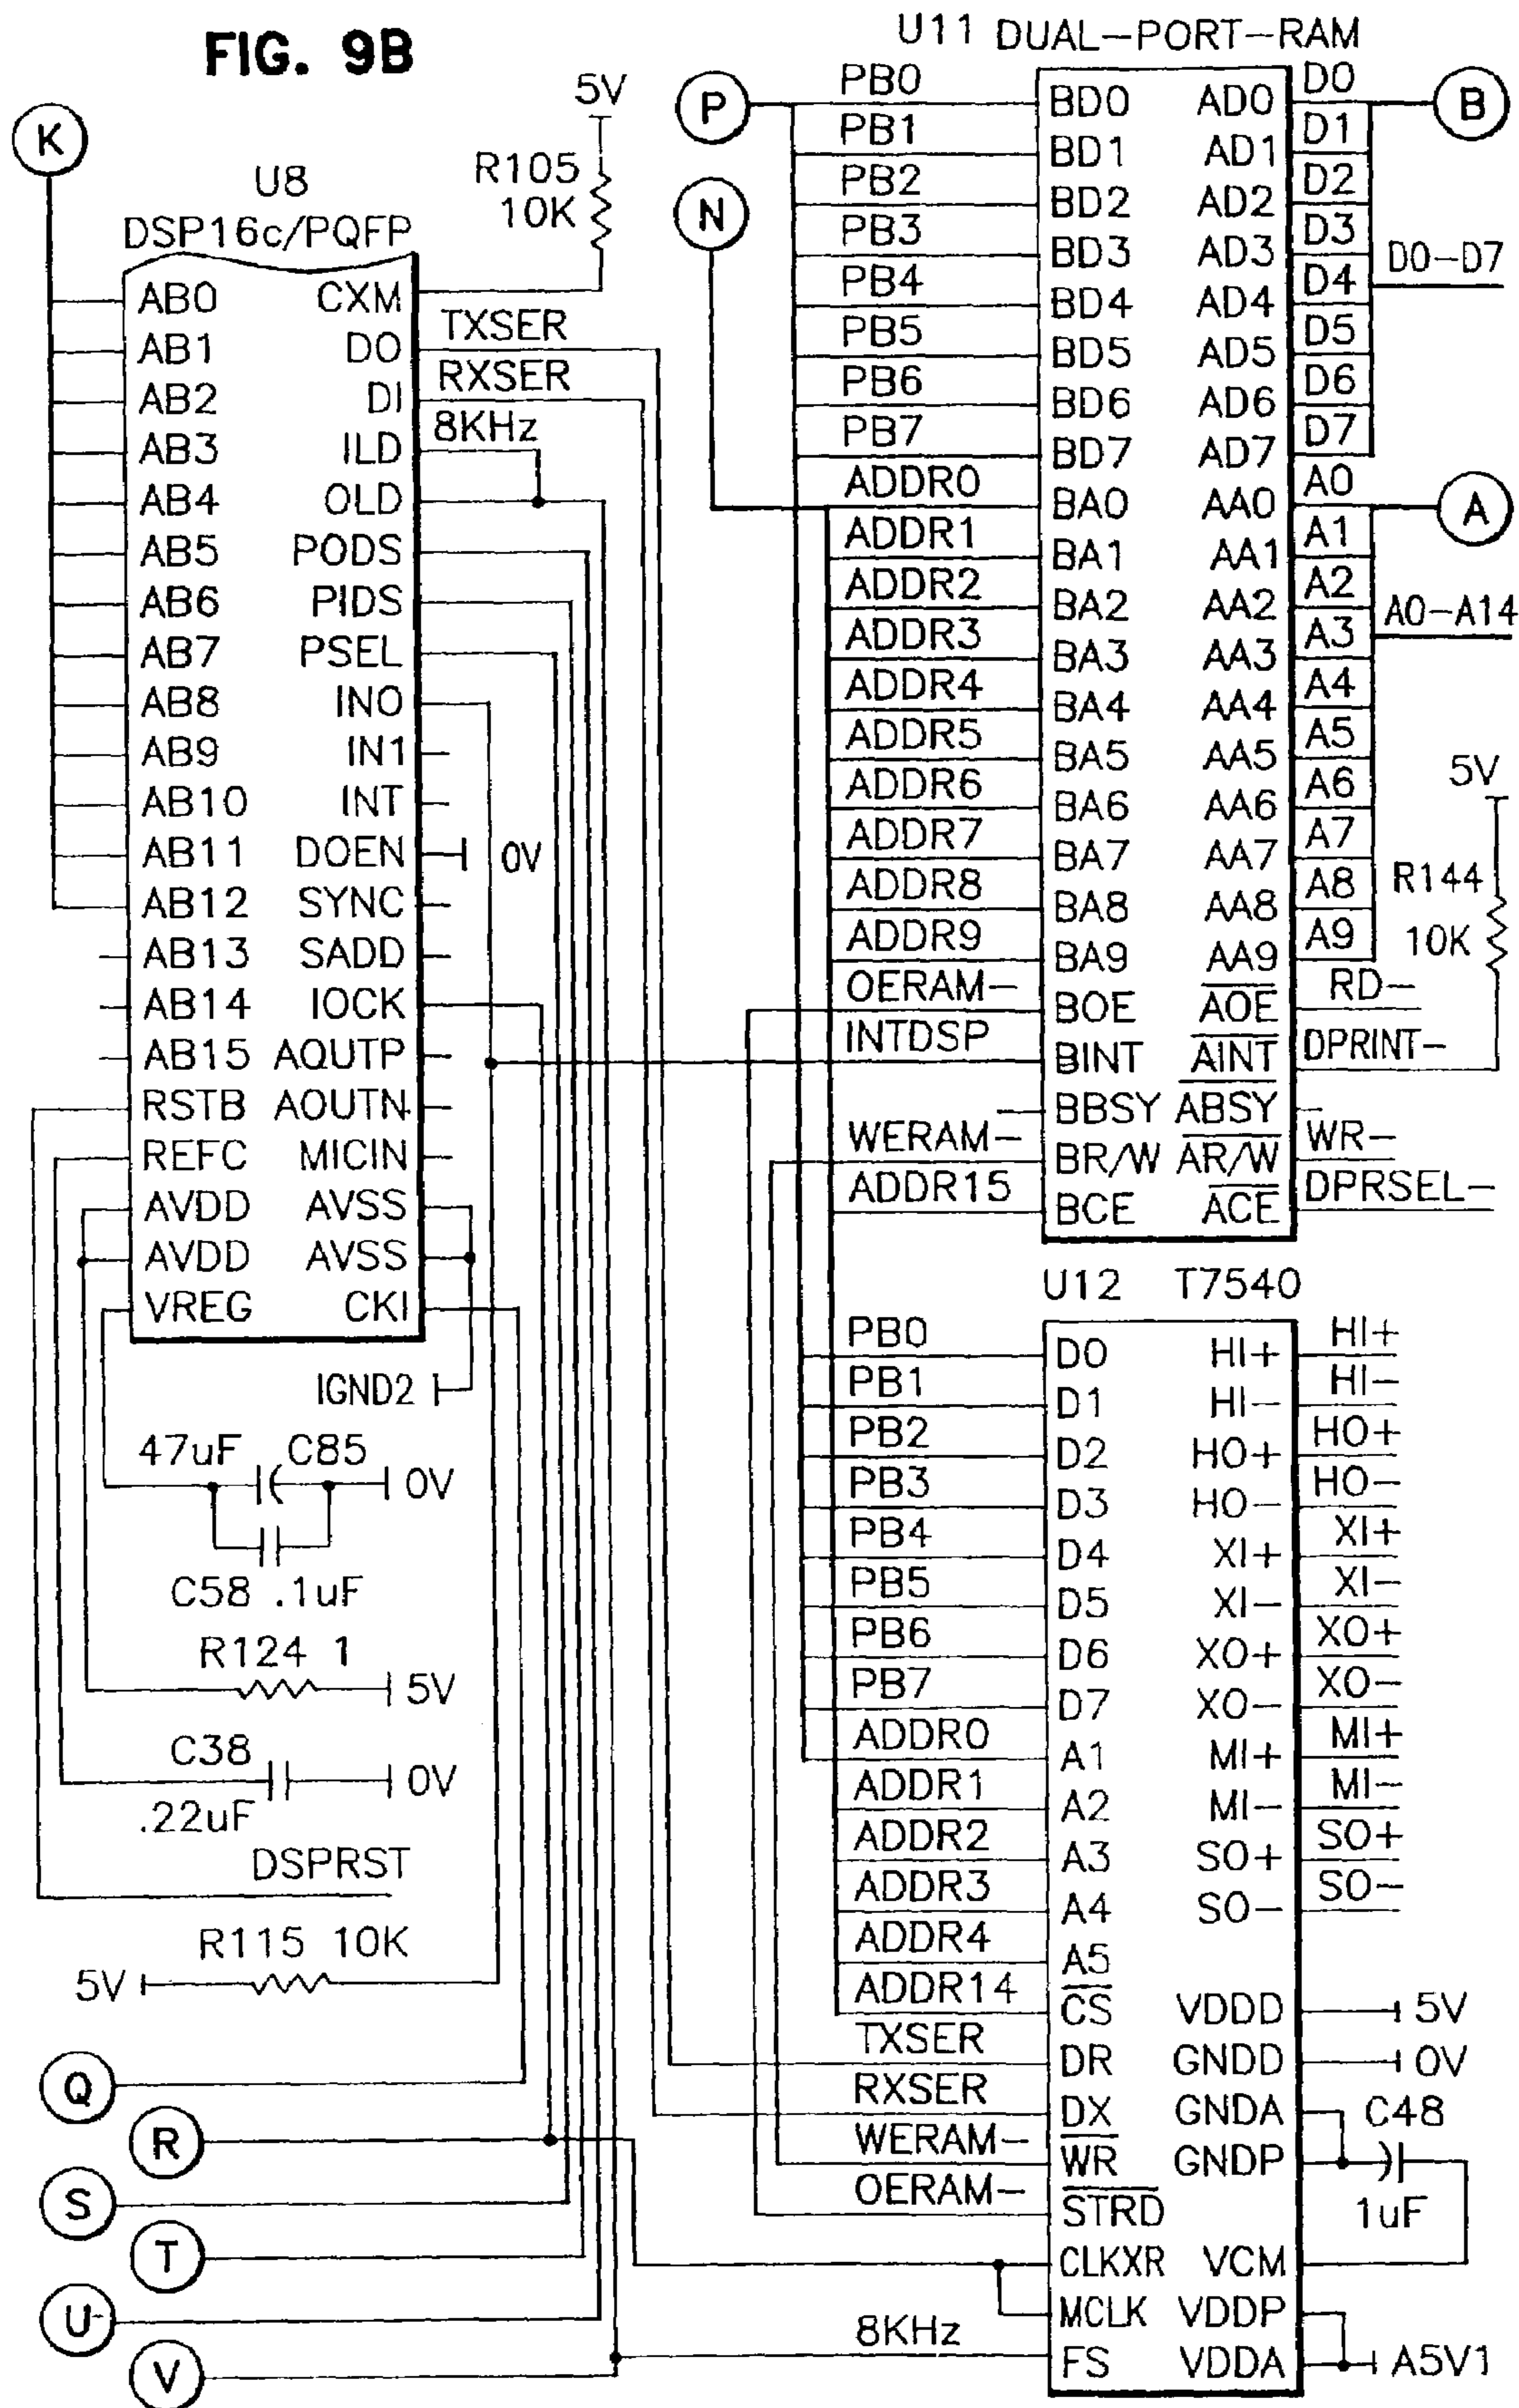 FIG. 9B
K
U8
DSP16c/PQFP
5V
R105
10K
AB0 CXM
AB1 DO
AB2 DI
AB3 ILD
AB4 OLD
AB5 PODS
AB6 PIDS
AB7 PSEL
AB8 INO
AB9 IN1
AB10 INT
AB11 DOEN
AB12 SYNC
AB13 SADD
AB14 IOCK
AB15 AQUTP
RSTB AOUTN
REFC MICIN
AVDD AVSS
AVDD AVSS
VREG CKI
TXSER
RXSER
8KHz
0V
IGND2
47uF C85
0V
C58 .1uF
R124 1
5V
C38
0V
.22uF
DSPRST
R115 10K
5V
Q
R
S
T
U
V
U11 DUAL-PORT-RAM
P
N
PB0 BD0 AD0 D0
PB1 BD1 AD1 D1
PB2 BD2 AD2 D2
PB3 BD3 AD3 D3
PB4 BD4 AD4 D4
PB5 BD5 AD5 D5
PB6 BD6 AD6 D6
PB7 BD7 AD7 D7
ADDR0 BA0 AA0 A0
ADDR1 BA1 AA1 A1
ADDR2 BA2 AA2 A2
ADDR3 BA3 AA3 A3
ADDR4 BA4 AA4 A4
ADDR5 BA5 AA5 A5
ADDR6 BA6 AA6 A6
ADDR7 BA7 AA7 A7
ADDR8 BA8 AA8 A8
ADDR9 BA9 AA9 A9
OERAM- BOE AOE RD-
INTDSP BINT AINT DPRINT-
BBSY ABSY
WERAM- BR/W AR/W WR-
ADDR15 BCE ACE DPRSEL-
B
D0-D7
A
A0-A14
5V
R144
10K
U12 T7540
PB0 D0 HI+ HI+
PB1 D1 HI- HI-
PB2 D2 HO+ HO+
PB3 D3 HO- HO-
PB4 D4 XI+ XI+
PB5 D5 XI- XI-
PB6 D6 XO+ XO+
PB7 D7 XO- XO-
ADDR0 A1 MI+ MI+
ADDR1 A2 MI- MI-
ADDR2 A3 SO+ SO+
ADDR3 A4 SO- SO-
ADDR4 A5
ADDR14 CS VDDD 5V
TXSER DR GNDD 0V
RXSER DX GNDA C48
WERAM- WR GNDP
OERAM- STRD 1uF
CLKXR VCM
MCLK VDDP
8KHz FS VDDA A5V1